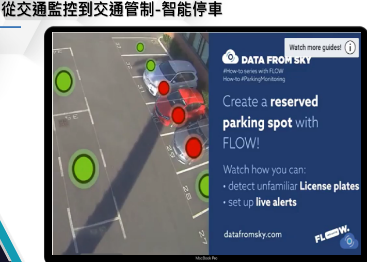 從交通監控到交通管制-智能停車
Watch more guides!
DATA FROM SKY
#How-to series with FLOW
How-to #ParkingMonitoring
Create a reserved
parking spot with
FLOW!
Watch how you can:
• detect unfamiliar License plates
• set up live alerts
datafromsky.com
FLOW.
MacBook Pro